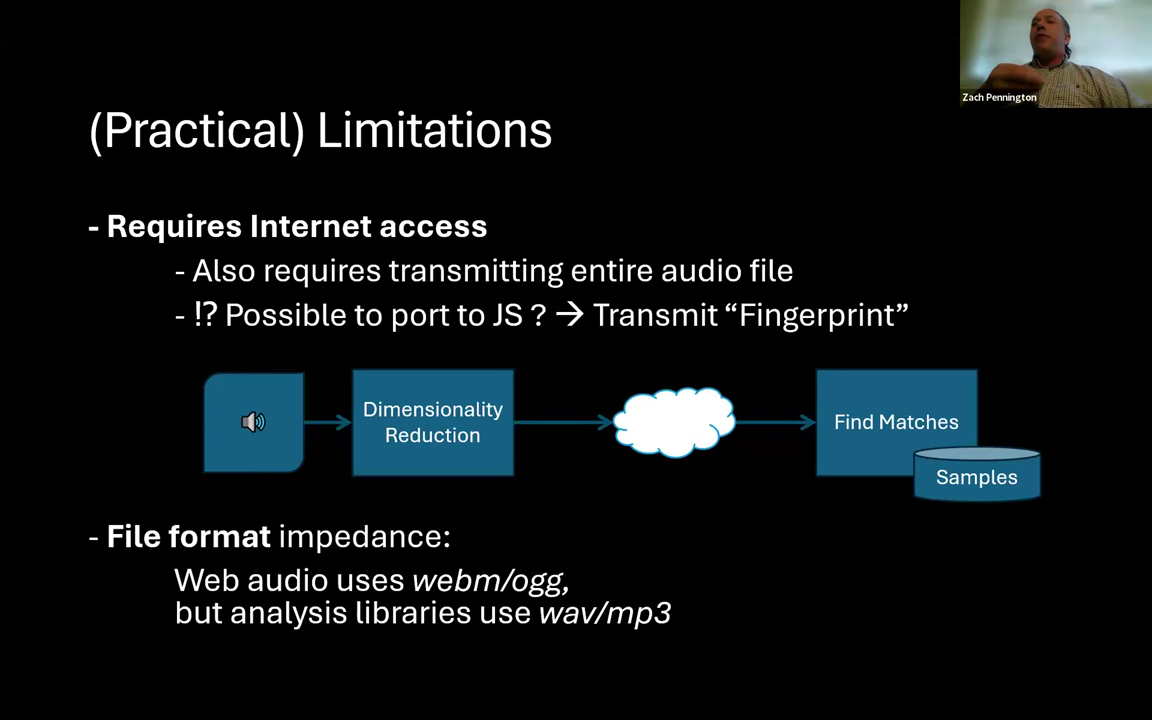 Zach Pennington
(Practical) Limitations
- Requires Internet access
- Also requires transmitting entire audio file
- !? Possible to port to JS ? → Transmit “Fingerprint”
Dimensionality
Reduction
Find Matches
Samples
- File format impedance:
Web audio uses webm/ogg,
but analysis libraries use wav/mp3